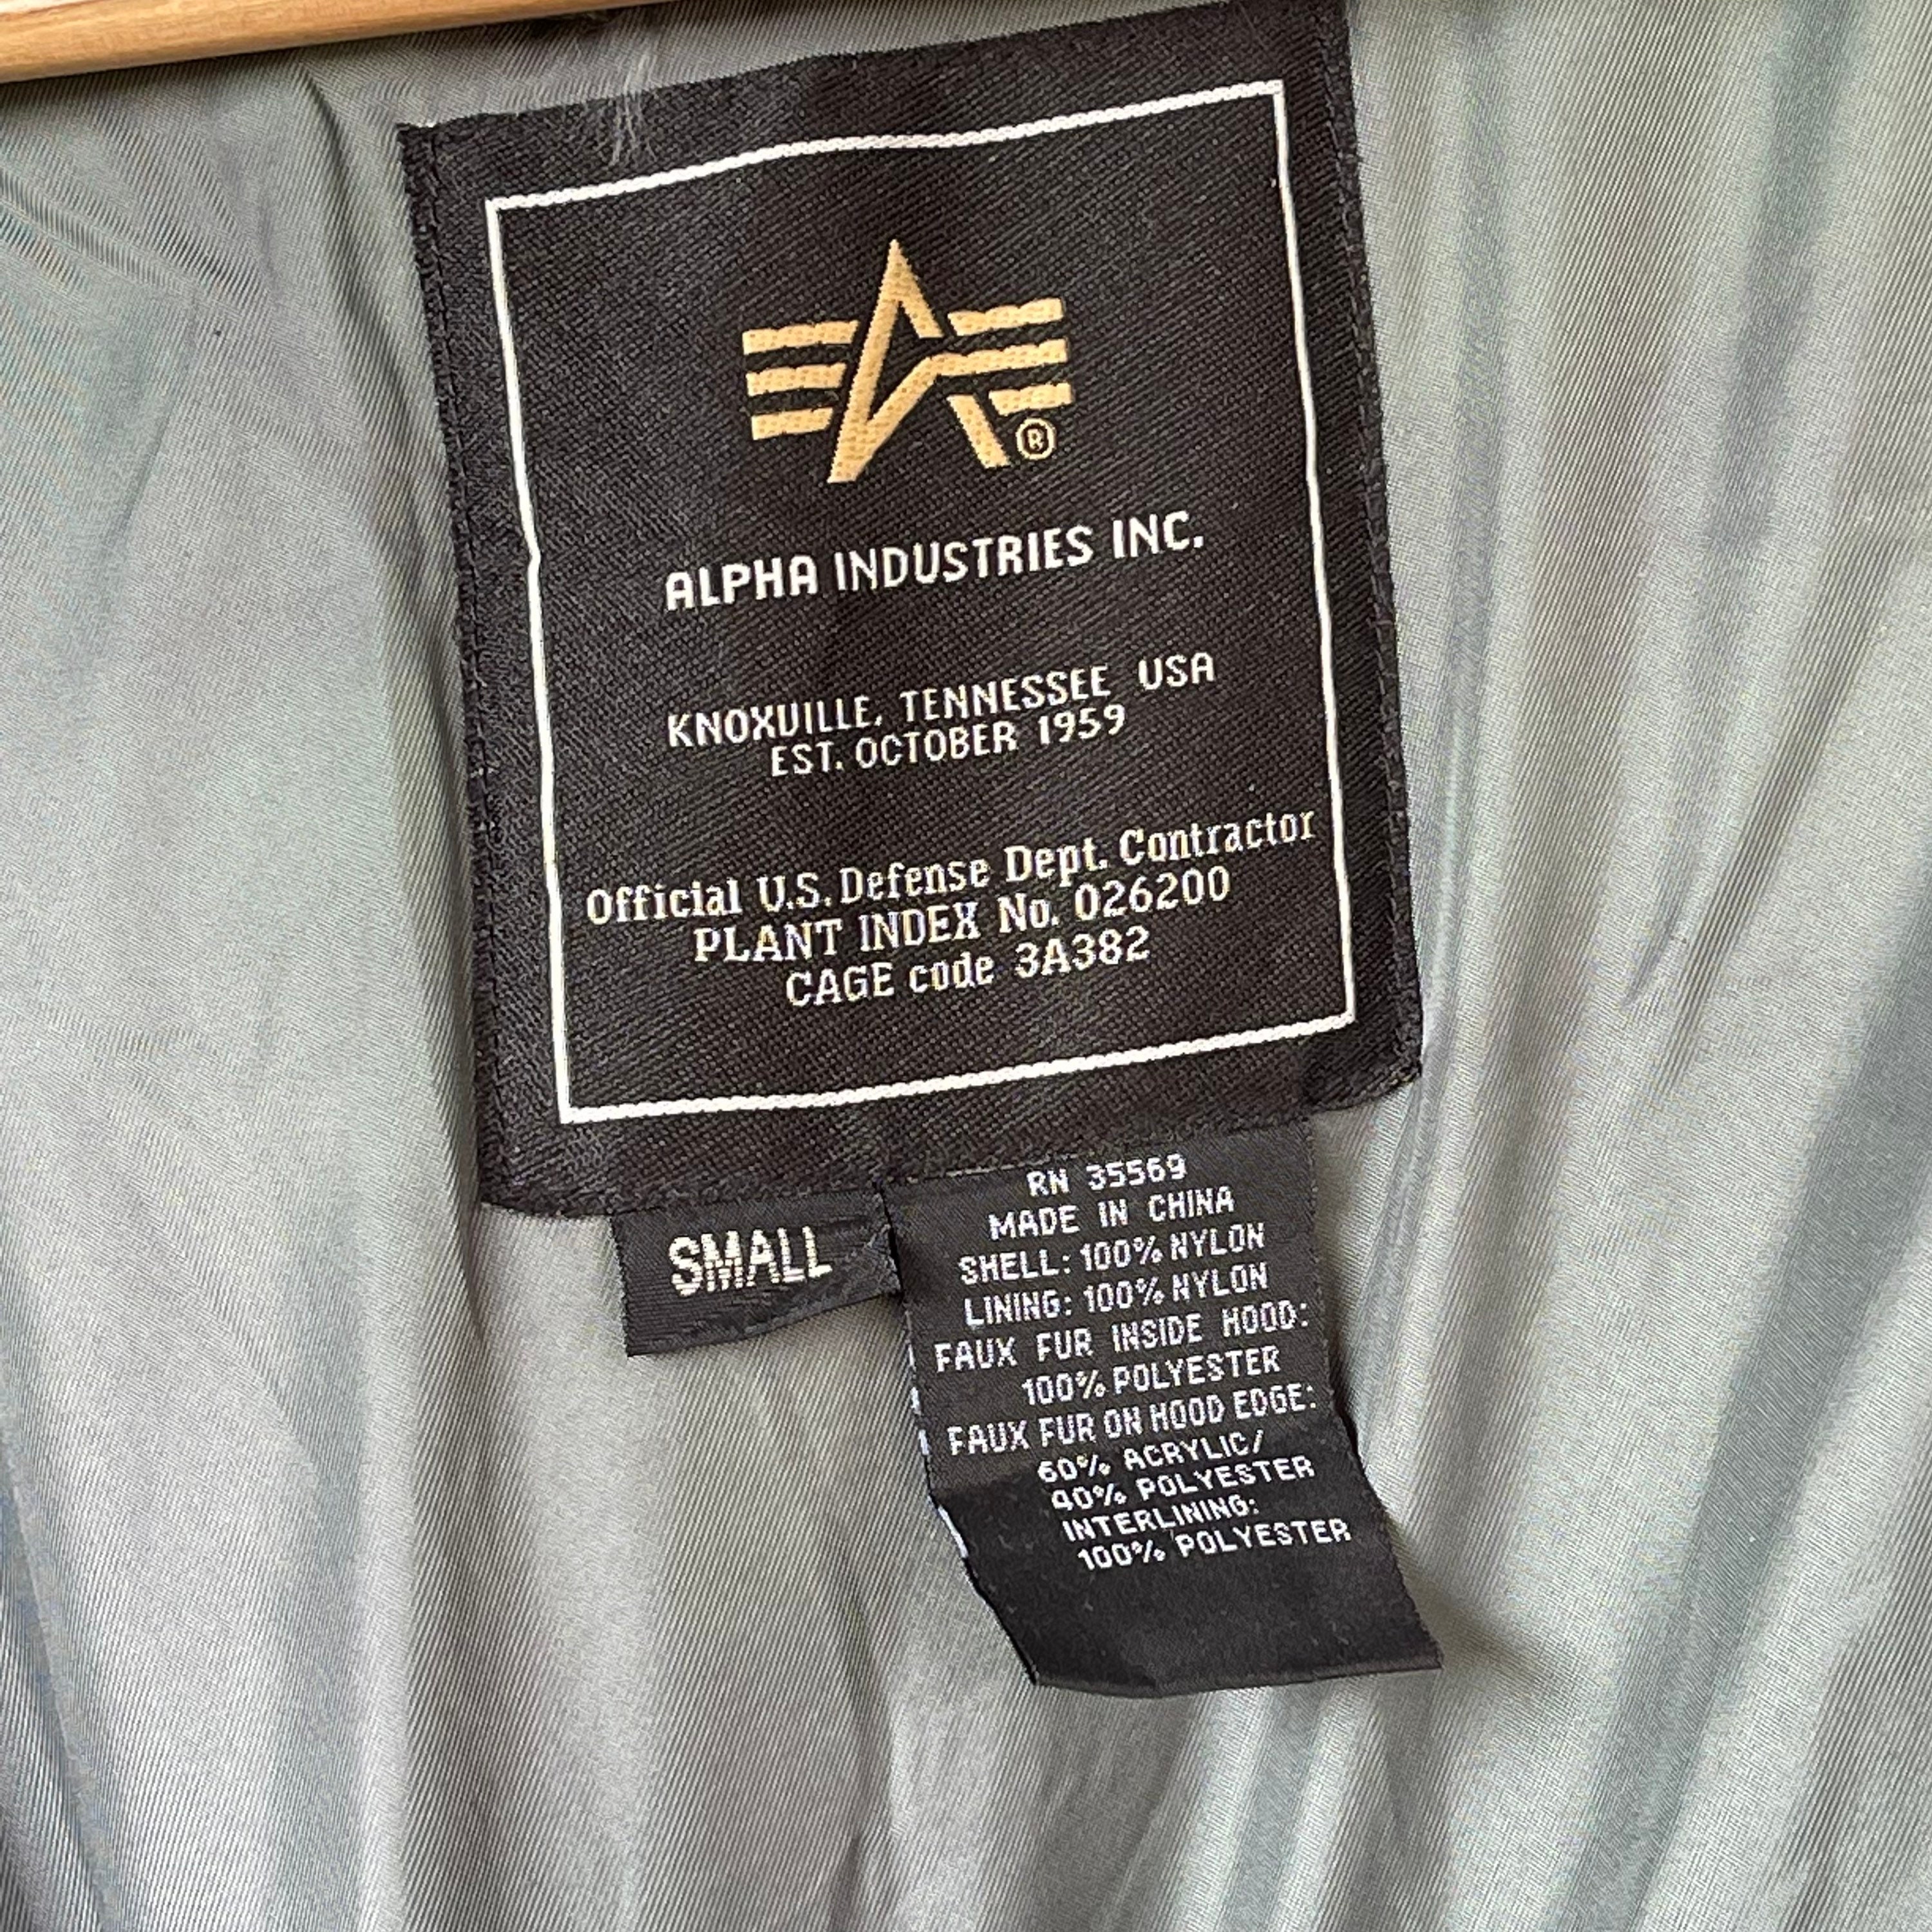 ®
ALPHA INDUSTRIES INC.
KNOXVILLE, TENNESSEE USA
EST. OCTOBER 1959
Official U.S. Defense Dept. Contractor
PLANT INDEX No. 026200
CAGE code 3A382
SMALL
RN 35569
MADE IN CHINA
SHELL: 100% NYLON
LINING: 100% NYLON
FAUX FUR INSIDE HOOD:
100% POLYESTER
FAUX FUR ON HOOD EDGE:
60% ACRYLIC/
40% POLYESTER
INTERLINING:
100% POLYESTER